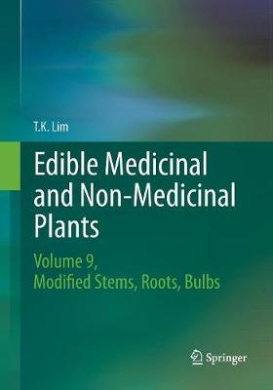 T.K. Lim
Edible Medicinal
and Non-Medicinal
Plants
Volume 9,
Modified Stems, Roots, Bulbs
Springer